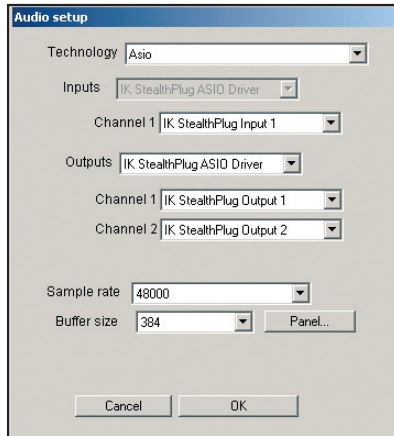 Audio setup
Technology Asio
Inputs IK StealthPlug ASIO Driver
Channel 1 IK StealthPlug Input 1
Outputs IK StealthPlug ASIO Driver
Channel 1 IK StealthPlug Output 1
Channel 2 IK StealthPlug Output 2
Sample rate 48000
Buffer size 384 Panel...
Cancel OK